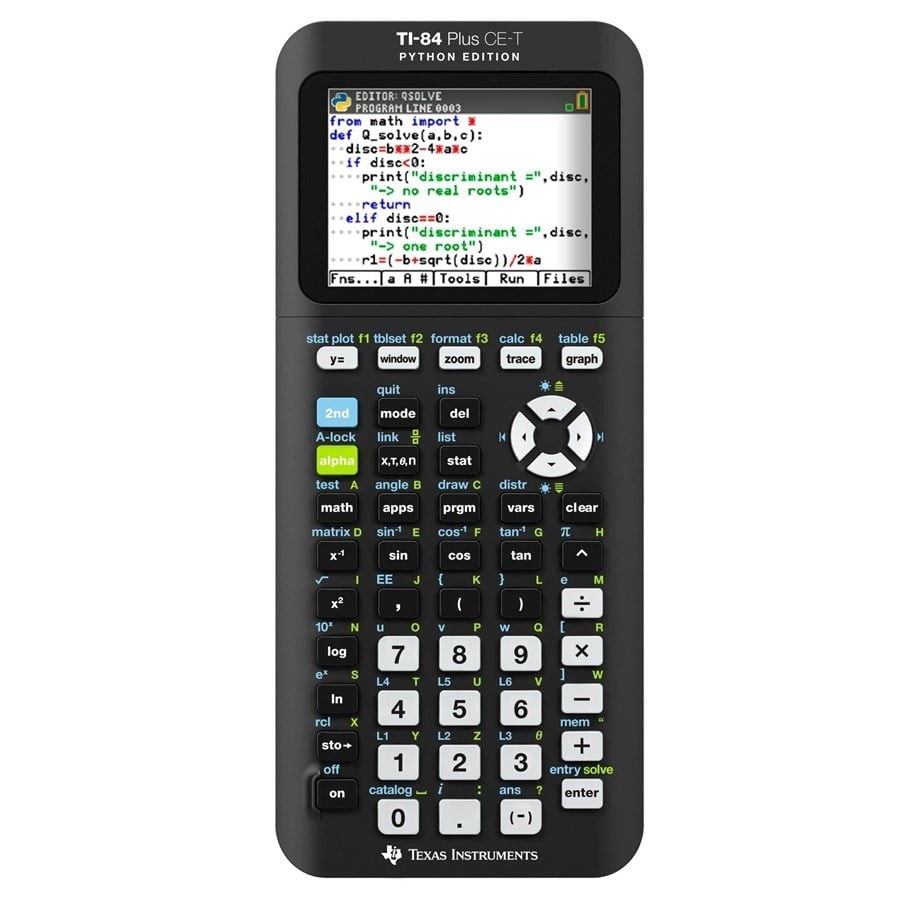 TI-84 Plus CE-T
PYTHON EDITION
EDITOR: QSOLVE
PROGRAM LINE 0003
from math import *
def Q_solve(a,b,c):
··disc=b**2-4*a*c
··if disc<0:
····print("discriminant =",disc,
"-> no real roots")
····return
··elif disc==0:
····print("discriminant =",disc,
"-> one root")
····r1=(-b+sqrt(disc))/2*a
Fns... a A # Tools Run Files
stat plot f1 tblset f2 format f3 calc f4 table f5
y= window zoom trace graph
quit ins
2nd mode del
A-lock link list
alpha X,T,θ,n stat
test A angle B draw C distr
math apps prgm vars clear
matrix D sin⁻¹ E cos⁻¹ F tan⁻¹ G π H
x⁻¹ sin cos tan ^
√ I EE J { K } L e M
x² , ( ) ÷
10ˣ N u O v P w Q [ R
log 7 8 9 ×
eˣ S L4 T L5 U L6 V ] W
ln 4 5 6 −
rcl X L1 Y L2 Z L3 θ mem “
sto→ 1 2 3 +
off catalog ⎵ i : ans ? entry solve
on 0 . (-) enter
TEXAS INSTRUMENTS